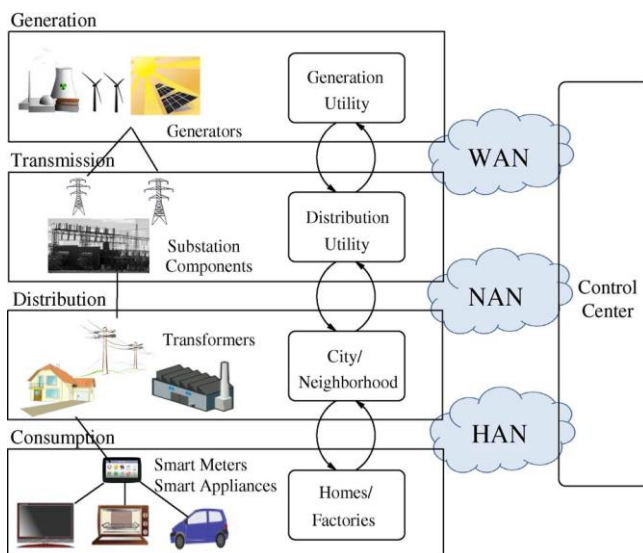 Generation
Generators
Generation
Utility
WAN
Transmission
Substation
Components
Distribution
Utility
NAN
Control
Center
Distribution
Transformers
City/
Neighborhood
HAN
Consumption
Smart Meters
Smart Appliances
Homes/
Factories